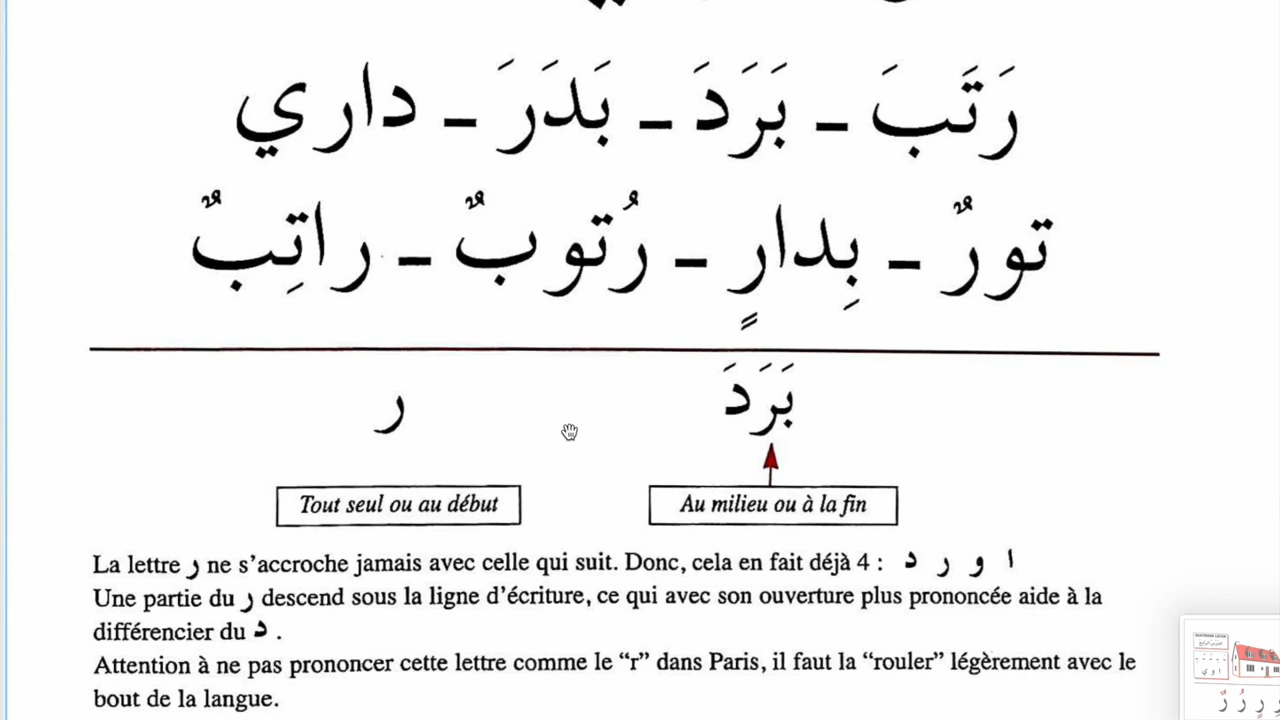 رَتَبَ ـ بَرَدَ ـ بَدَرَ ـ داري
تورٌ ـ بِدارٍ ـ رُتوبٌ ـ راتِبٌ
بَرَدَ ر
Au milieu ou à la fin
Tout seul ou au début
La lettre ر ne s’accroche jamais avec celle qui suit. Donc, cela en fait déjà 4 : ا و ر د
Une partie du ر descend sous la ligne d’écriture, ce qui avec son ouverture plus prononcée aide à la
différencier du د .
Attention à ne pas prononcer cette lettre comme le “r” dans Paris, il faut la “rouler” légèrement avec le
bout de la langue.